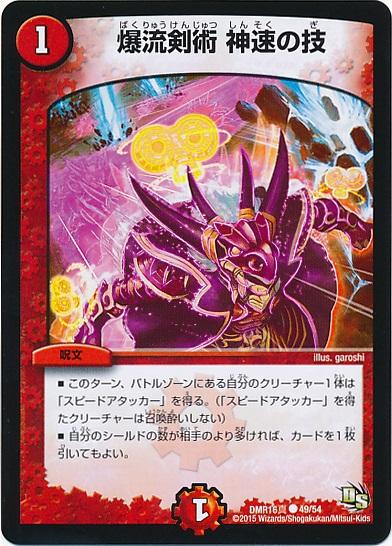 ばくりゅうけんじゅつ しんそく ぎ
1
爆流剣術 神速の技
呪文
illus. garoshi
■このターン、バトルゾーンにある自分のクリーチャー1体は
「スピードアタッカー」を得る。(「スピードアタッカー」を得
たクリーチャーは召喚酔いしない)
■自分のシールドの数が相手のより多ければ、カードを1枚
引いてもよい。
1
DS
DMR16真 ● 49/54
©2015 Wizards/Shogakukan/Mitsui-Kids